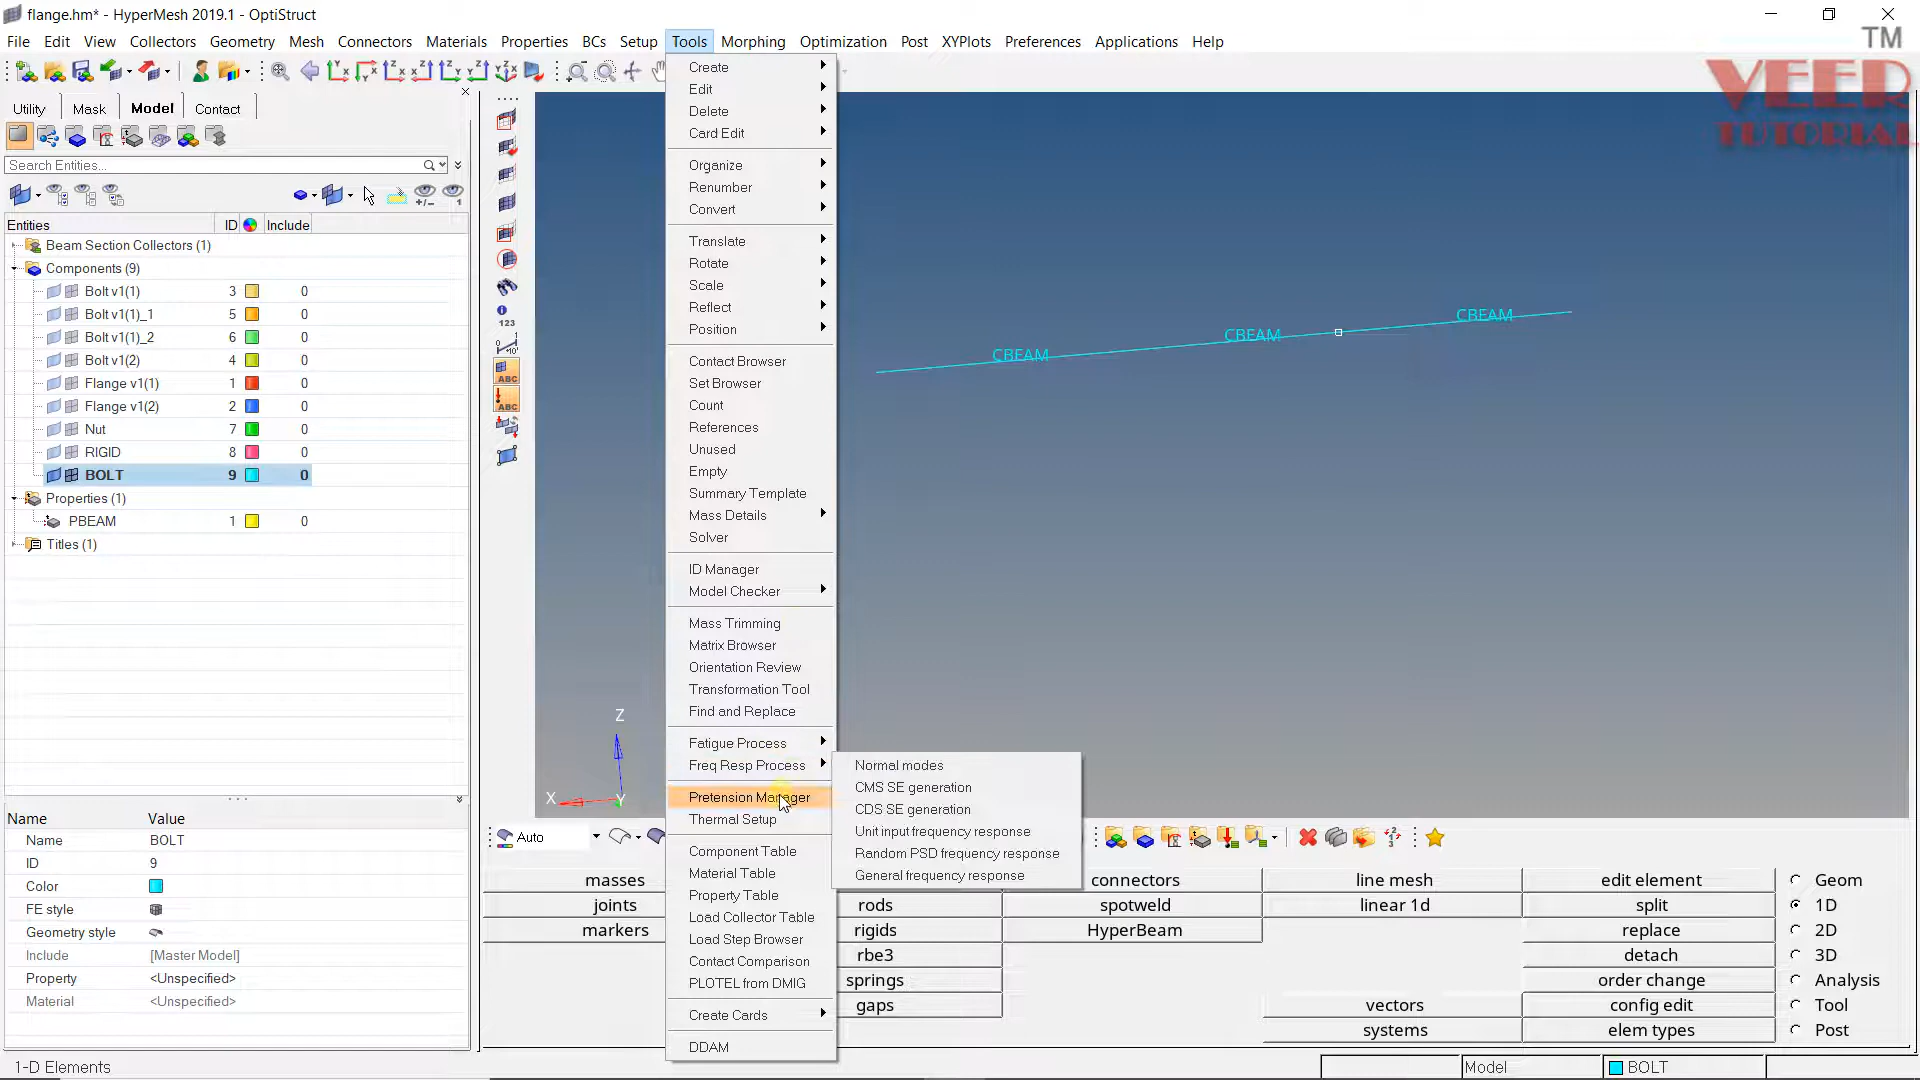 flange.hm* - HyperMesh 2019.1 - OptiStruct
File Edit View Collectors Geometry Mesh Connectors Materials Properties BCs Setup Tools Morphing Optimization Post XYPlots Preferences Applications Help
TM
VEER
TUTORIAL
Utility Mask Model Contact
Search Entities...
Entities ID Include
Beam Section Collectors (1)
Components (9)
Bolt v1(1) 3 0
Bolt v1(1)_1 5 0
Bolt v1(1)_2 6 0
Bolt v1(2) 4 0
Flange v1(1) 1 0
Flange v1(2) 2 0
Nut 7 0
RIGID 8 0
BOLT 9 0
Properties (1)
PBEAM 1 0
Titles (1)
Name Value
Name BOLT
ID 9
Color
FE style
Geometry style
Include [Master Model]
Property <Unspecified>
Material <Unspecified>
1-D Elements
123
ABC
ABC
Create
Edit
Delete
Card Edit
Organize
Renumber
Convert
Translate
Rotate
Scale
Reflect
Position
Contact Browser
Set Browser
Count
References
Unused
Empty
Summary Template
Mass Details
Solver
ID Manager
Model Checker
Mass Trimming
Matrix Browser
Orientation Review
Transformation Tool
Find and Replace
Fatigue Process
Freq Resp Process
Pretension Manager
Thermal Setup
Component Table
Material Table
Property Table
Load Collector Table
Load Step Browser
Contact Comparison
PLOTEL from DMIG
Create Cards
DDAM
Normal modes
CMS SE generation
CDS SE generation
Unit input frequency response
Random PSD frequency response
General frequency response
CBEAM CBEAM CBEAM
Z
X Y
Auto
masses connectors line mesh edit element Geom
joints rods spotweld linear 1d split 1D
markers rigids HyperBeam replace 2D
rbe3 detach 3D
springs order change Analysis
gaps vectors config edit Tool
systems elem types Post
Model BOLT